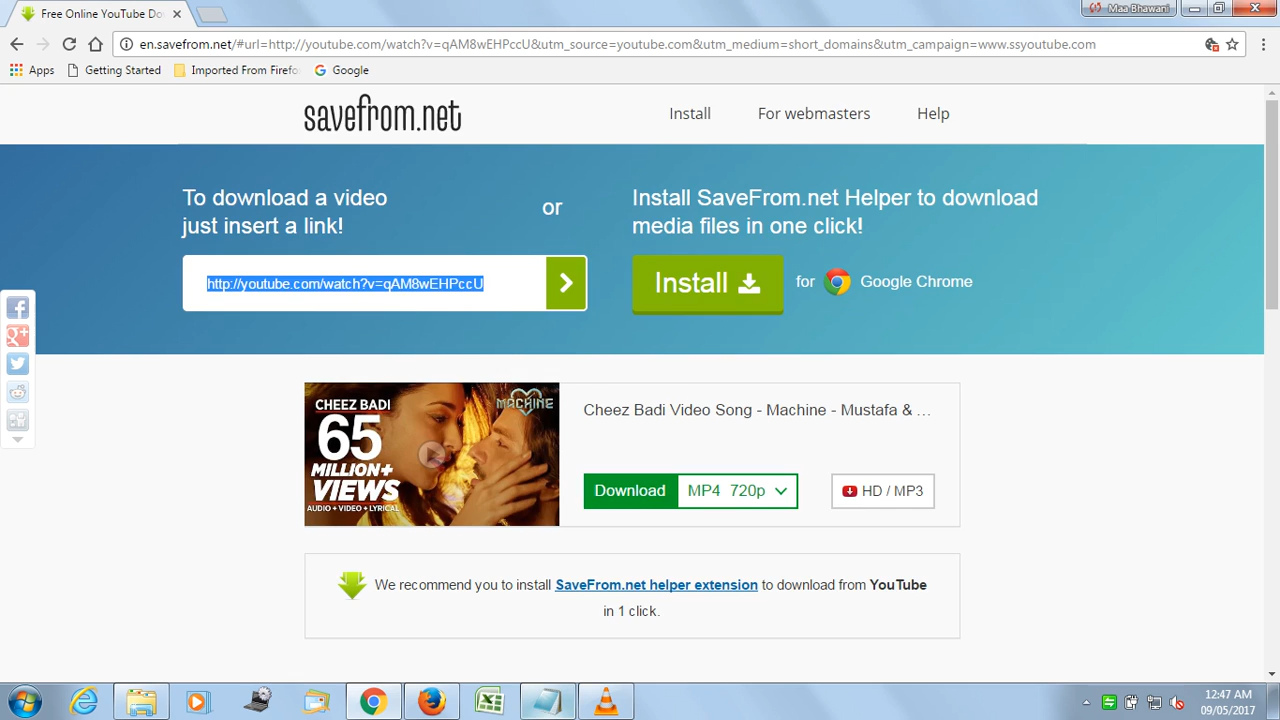 Free Online YouTube Do
Maa Bhawani
en.savefrom.net/#url=http://youtube.com/watch?v=qAM8wEHPccU&utm_source=youtube.com&utm_medium=short_domains&utm_campaign=www.ssyoutube.com
Apps Getting Started Imported From Firefo Google
savefrom.net Install For webmasters Help
To download a video
just insert a link!
or
Install SaveFrom.net Helper to download
media files in one click!
http://youtube.com/watch?v=qAM8wEHPccU
Install for Google Chrome
CHEEZ BADI
65
MILLION+
VIEWS
AUDIO + VIDEO + LYRICAL
MACHINE
Cheez Badi Video Song - Machine - Mustafa & ...
Download MP4 720p HD / MP3
We recommend you to install SaveFrom.net helper extension to download from YouTube
in 1 click.
12:47 AM
09/05/2017